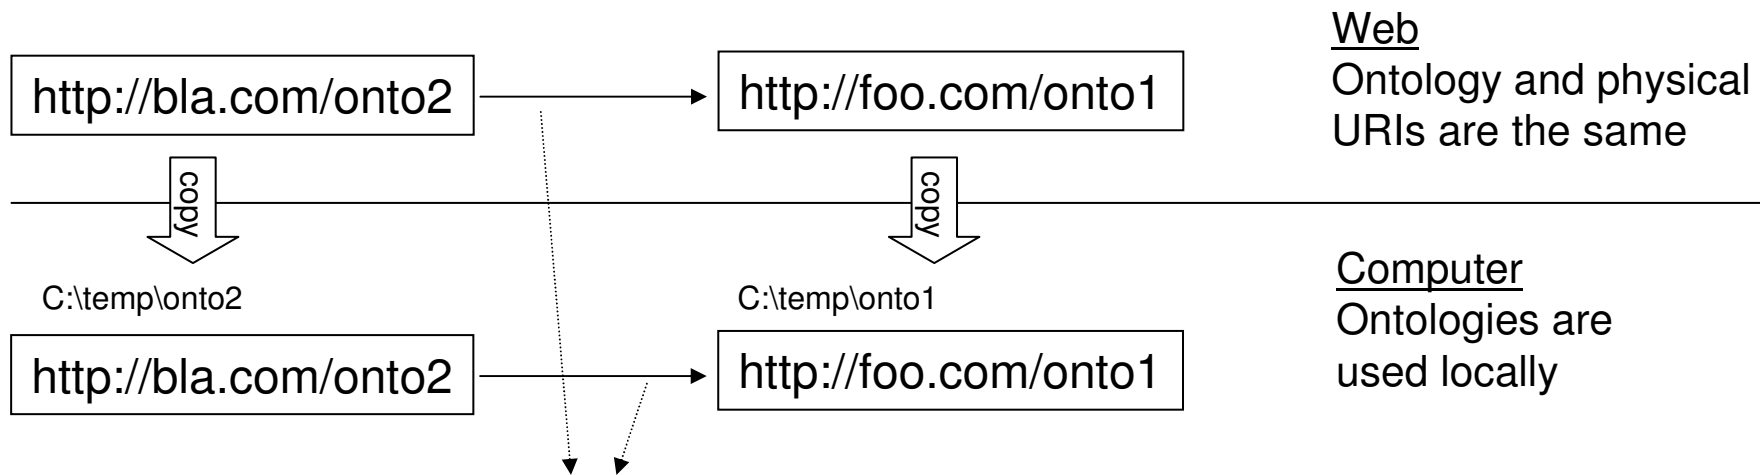 http://bla.com/onto2
http://foo.com/onto1
Web
Ontology and physical
URIs are the same
copy
copy
C:\temp\onto2
C:\temp\onto1
http://bla.com/onto2
http://foo.com/onto1
Computer
Ontologies are
used locally